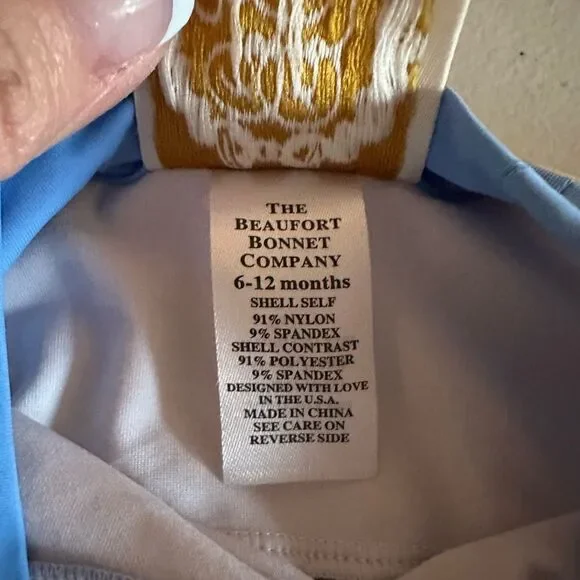 THE
BEAUFORT
BONNET
COMPANY
6-12 months
SHELL SELF
91% NYLON
9% SPANDEX
SHELL CONTRAST
91% POLYESTER
9% SPANDEX
DESIGNED WITH LOVE
IN THE U.S.A.
MADE IN CHINA
SEE CARE ON
REVERSE SIDE